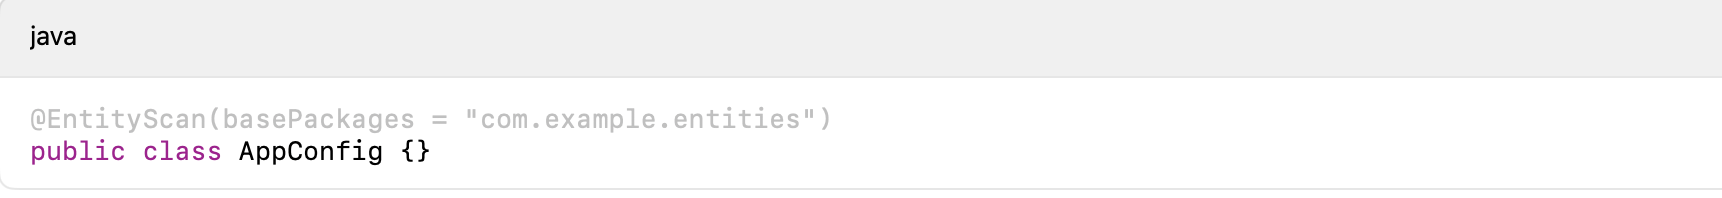 java
@EntityScan(basePackages = "com.example.entities")
public class AppConfig {}